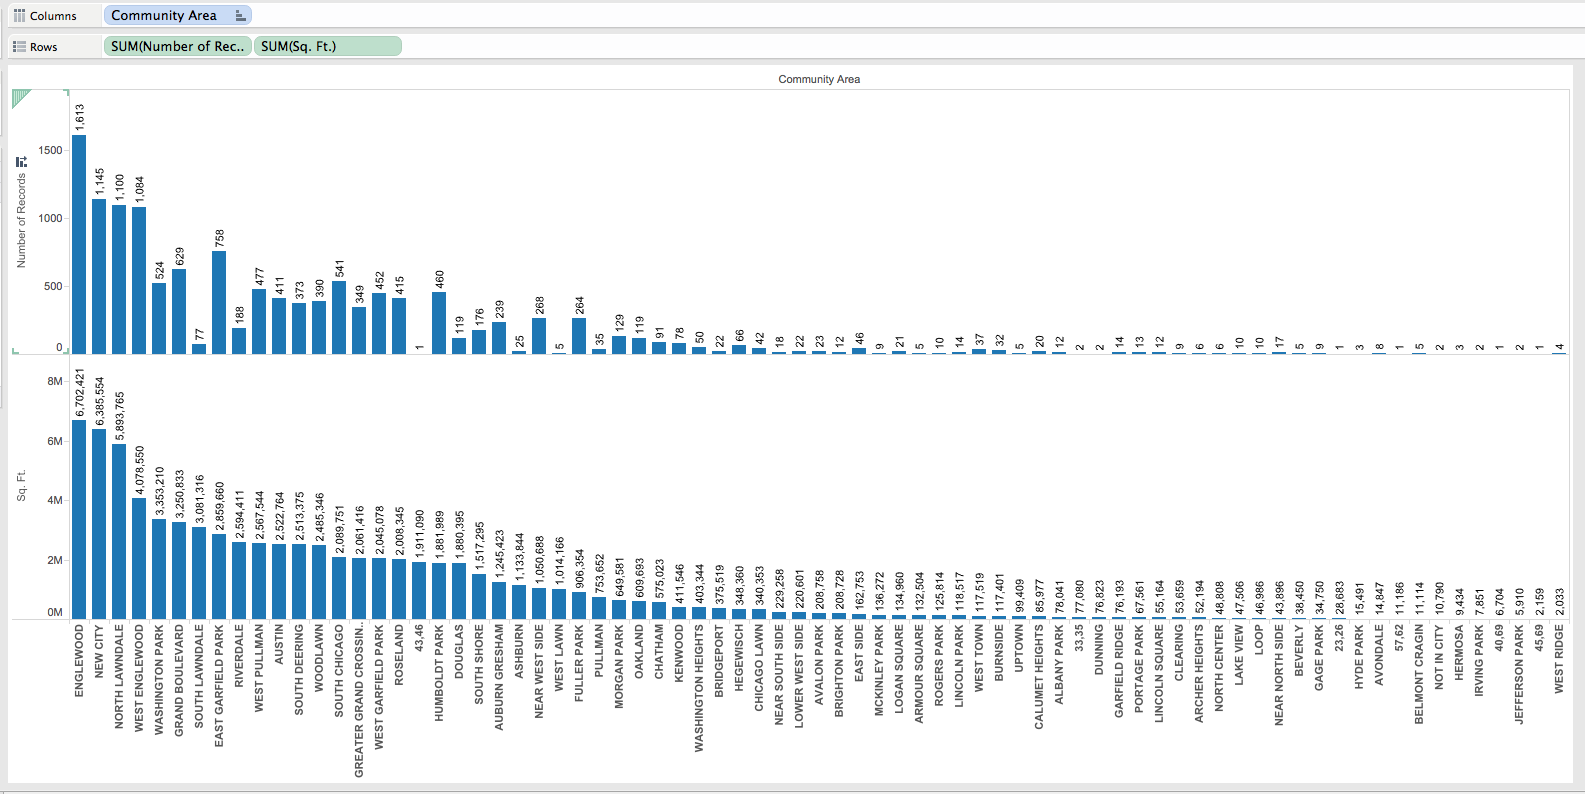 Columns
Community Area
Rows
SUM(Number of Rec..
SUM(Sq. Ft.)
Community Area
Number of Records
1500
1000
500
0
1,613
1,145
1,100
1,084
524
629
77
758
188
477
411
373
390
541
349
452
415
1
460
119
176
239
25
268
5
264
35
129
119
91
78
50
22
66
42
18
22
23
12
46
9
21
9
10
14
37
32
5
20
12
2
2
14
13
12
9
6
6
10
10
17
5
9
1
3
8
1
5
2
3
2
1
2
1
4
Sq. Ft.
8M
6M
4M
2M
0M
6,702,421
6,385,554
5,893,765
4,078,550
3,353,210
3,250,833
3,081,316
2,859,660
2,594,411
2,567,544
2,522,764
2,513,375
2,485,346
2,089,751
2,061,416
2,045,078
2,008,345
1,911,090
1,881,989
1,880,395
1,517,295
1,245,423
1,133,844
1,050,688
1,014,166
906,354
753,652
649,581
609,693
575,023
411,546
403,344
375,519
348,360
340,353
229,258
220,601
208,758
208,728
162,753
136,272
134,960
132,504
125,814
118,517
117,519
117,401
99,409
85,977
78,041
77,080
76,823
76,193
67,561
55,164
53,659
52,194
48,808
47,506
46,986
43,896
38,450
34,750
28,683
15,491
14,847
11,186
11,114
10,790
9,434
7,851
6,704
5,910
2,159
2,033
ENGLEWOOD
NEW CITY
NORTH LAWNDALE
WEST ENGLEWOOD
WASHINGTON PARK
GRAND BOULEVARD
SOUTH LAWNDALE
EAST GARFIELD PARK
RIVERDALE
WEST PULLMAN
AUSTIN
SOUTH DEERING
WOODLAWN
SOUTH CHICAGO
GREATER GRAND CROSSIN..
WEST GARFIELD PARK
ROSELAND
43,46
HUMBOLDT PARK
DOUGLAS
SOUTH SHORE
AUBURN GRESHAM
ASHBURN
NEAR WEST SIDE
WEST LAWN
FULLER PARK
PULLMAN
MORGAN PARK
OAKLAND
CHATHAM
KENWOOD
WASHINGTON HEIGHTS
BRIDGEPORT
HEGEWISCH
CHICAGO LAWN
NEAR SOUTH SIDE
LOWER WEST SIDE
AVALON PARK
BRIGHTON PARK
EAST SIDE
MCKINLEY PARK
LOGAN SQUARE
ARMOUR SQUARE
ROGERS PARK
LINCOLN PARK
WEST TOWN
BURNSIDE
UPTOWN
CALUMET HEIGHTS
ALBANY PARK
33,35
DUNNING
GARFIELD RIDGE
PORTAGE PARK
LINCOLN SQUARE
CLEARING
ARCHER HEIGHTS
NORTH CENTER
LAKE VIEW
LOOP
NEAR NORTH SIDE
BEVERLY
GAGE PARK
23,26
HYDE PARK
AVONDALE
57,62
BELMONT CRAGIN
NOT IN CITY
HERMOSA
IRVING PARK
40,69
JEFFERSON PARK
45,69
WEST RIDGE